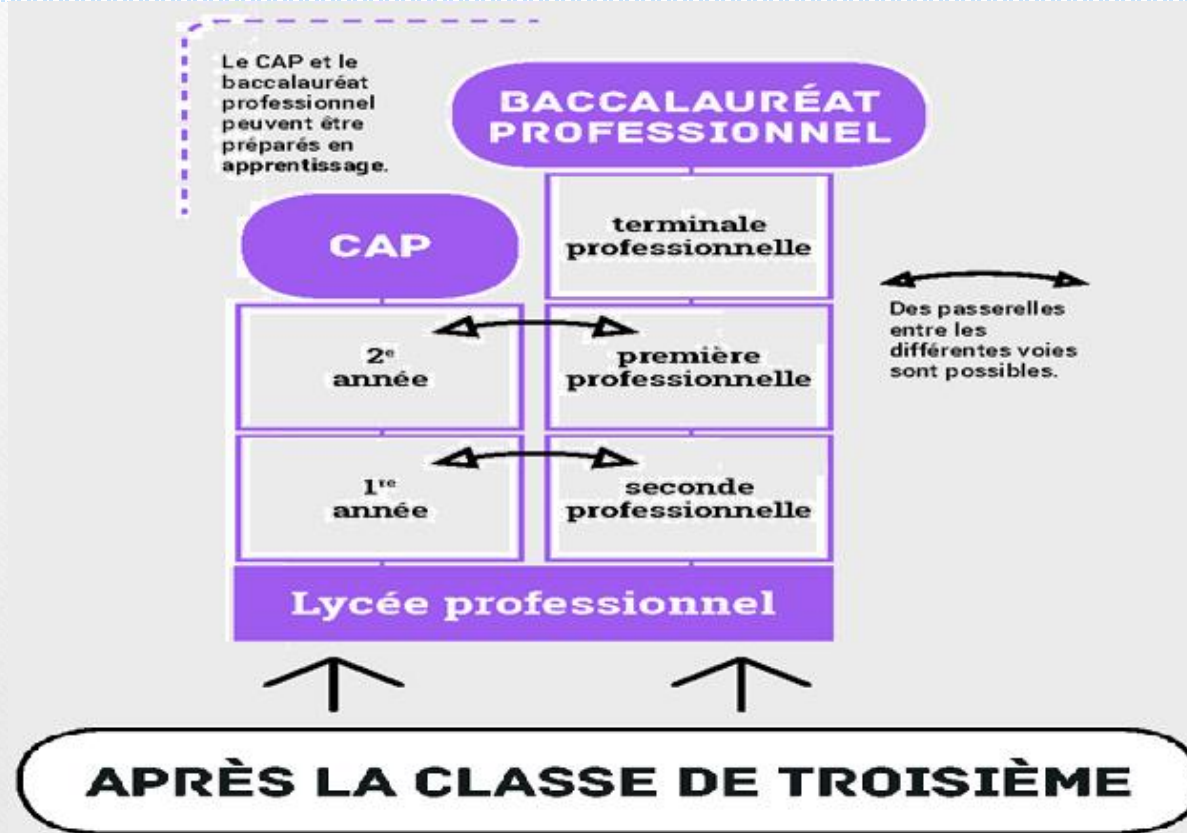 Le CAP et le
baccalauréat
professionnel
peuvent être
préparés en
apprentissage.
BACCALAURÉAT
PROFESSIONNEL
CAP
terminale
professionnelle
Des passerelles
entre les
différentes voies
sont possibles.
2e
année
première
professionnelle
1re
année
seconde
professionnelle
Lycée professionnel
APRÈS LA CLASSE DE TROISIÈME